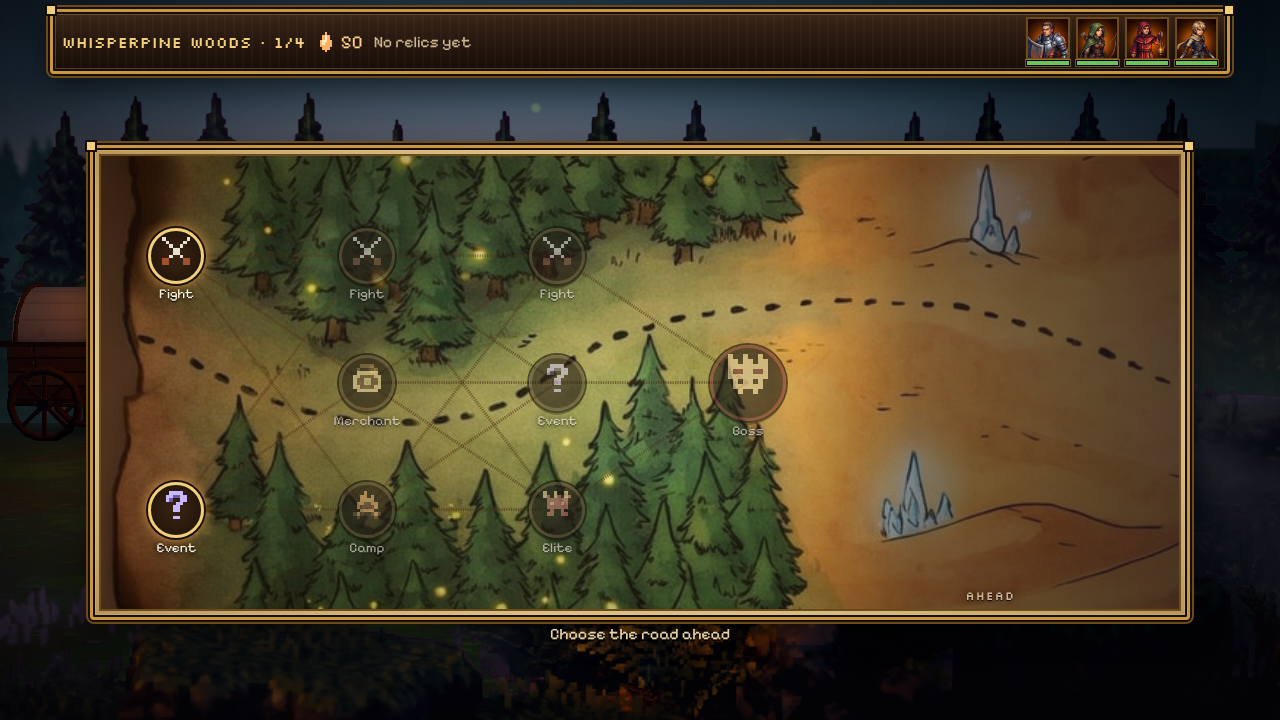 WHISPERPINE WOODS · 1/4 80 No relics yet
Fight Fight Fight
Merchant Event Boss
Event Camp Elite
AHEAD
Choose the road ahead